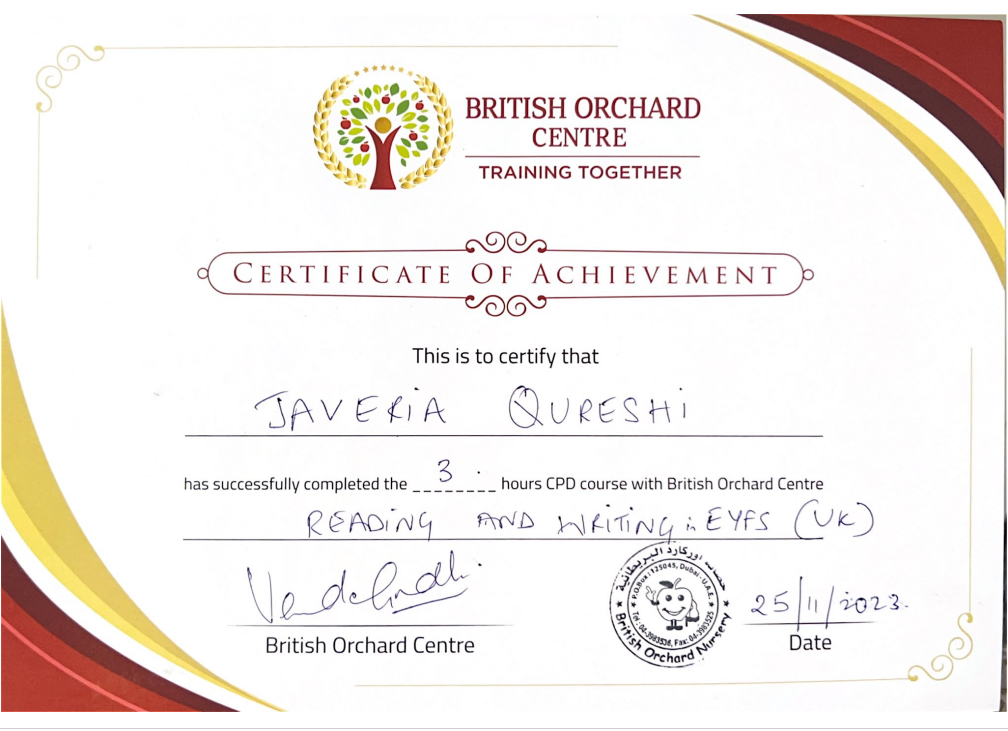 BRITISH ORCHARD
CENTRE
TRAINING TOGETHER
CERTIFICATE OF ACHIEVEMENT
This is to certify that
JAVERIA QURESHI
has successfully completed the 3 hours CPD course with British Orchard Centre
READING AND WRITING in EYFS (UK)
British Orchard Centre
حضانة اوركارد البريطانية
P.O.Box: 125045, Dubai - U.A.E.
Tel: 04-3983536, Fax: 04-3983525
British Orchard Nursery
25/11/2023.
Date